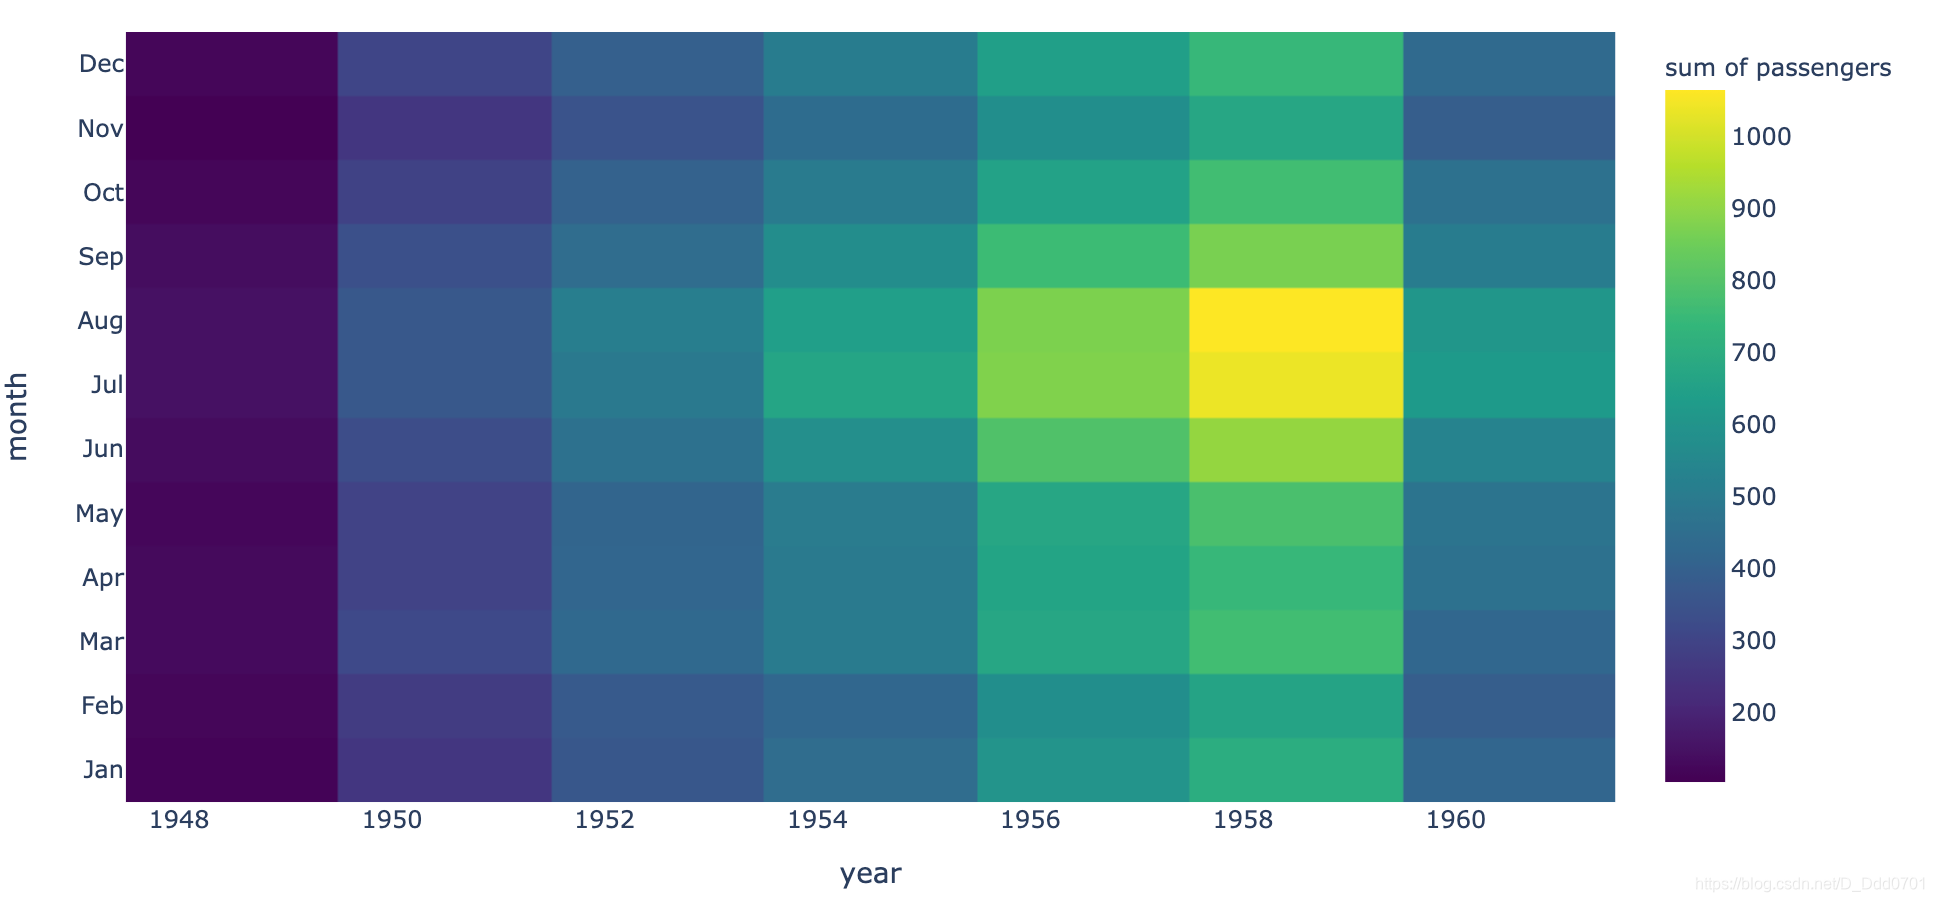 sum of passengers
Dec
Nov
Oct
Sep
Aug
Jul
Jun
May
Apr
Mar
Feb
Jan
month
1948 1950 1952 1954 1956 1958 1960
year
1000
900
800
700
600
500
400
300
200
https://blog.csdn.net/D_Ddd0701